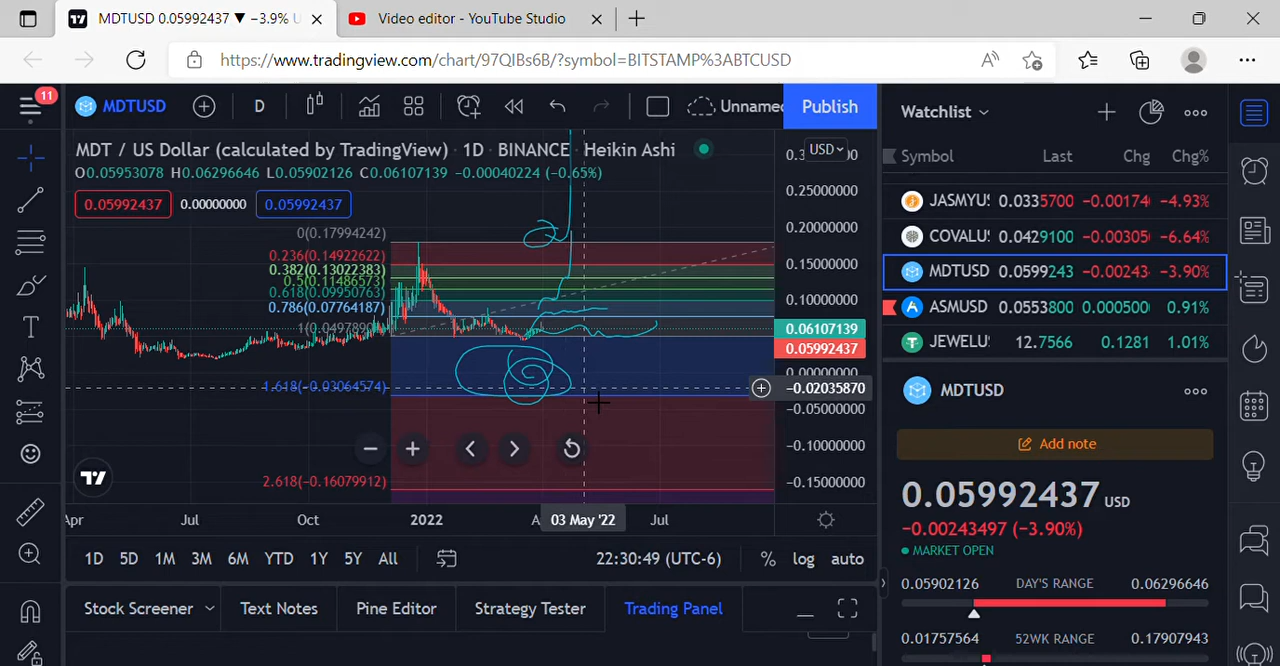 MDTUSD 0.05992437 ▼ −3.9% U
Video editor - YouTube Studio
https://www.tradingview.com/chart/97QIBs6B/?symbol=BITSTAMP%3ABTCUSD
11
MDTUSD
D
Unnamed
Publish
Watchlist
MDT / US Dollar (calculated by TradingView) · 1D · BINANCE Heikin Ashi
USD
Symbol Last Chg Chg%
O0.05953078 H0.06296646 L0.05902126 C0.06107139 −0.00040224 (−0.65%)
0.05992437 0.00000000 0.05992437
JASMYU 0.0335700 −0.00174 −4.93%
COVALU 0.0429100 −0.00305 −6.64%
MDTUSD 0.0599243 −0.00243 −3.90%
ASMUSD 0.0553800 0.000500 0.91%
JEWELU 12.7566 0.1281 1.01%
0(0.17994242)
0.236(0.14922622)
0.382(0.13022383)
0.5(0.11486573)
0.618(0.09950763)
0.786(0.07764187)
1.618(−0.03064574)
2.618(−0.16079912)
0.25000000
0.20000000
0.15000000
0.10000000
0.06107139
0.05992437
0.00000000
−0.02035870
−0.05000000
−0.10000000
−0.15000000
MDTUSD
Add note
0.05992437 USD
−0.00243497 (−3.90%)
MARKET OPEN
0.05902126 DAY'S RANGE 0.06296646
0.01757564 52WK RANGE 0.17907943
Apr Jul Oct 2022 03 May '22 Jul
1D 5D 1M 3M 6M YTD 1Y 5Y All 22:30:49 (UTC-6) % log auto
Stock Screener Text Notes Pine Editor Strategy Tester Trading Panel